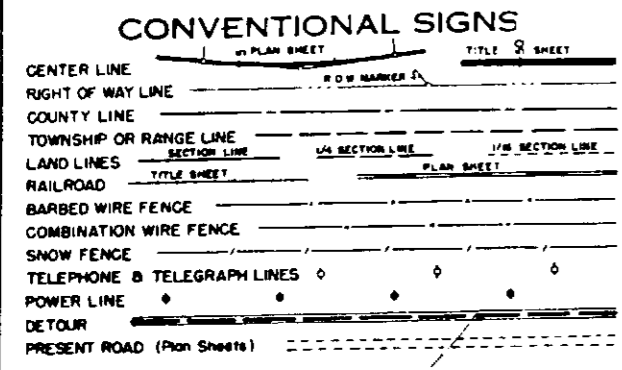 CONVENTIONAL SIGNS
in PLAN SHEET TITLE SHEET
CENTER LINE
R O W MARKER
RIGHT OF WAY LINE
COUNTY LINE
TOWNSHIP OR RANGE LINE
SECTION LINE 1/4 SECTION LINE 1/16 SECTION LINE
LAND LINES
TITLE SHEET PLAN SHEET
RAILROAD
BARBED WIRE FENCE
COMBINATION WIRE FENCE
SNOW FENCE
TELEPHONE & TELEGRAPH LINES
POWER LINE
DETOUR
PRESENT ROAD (Plan Sheets)